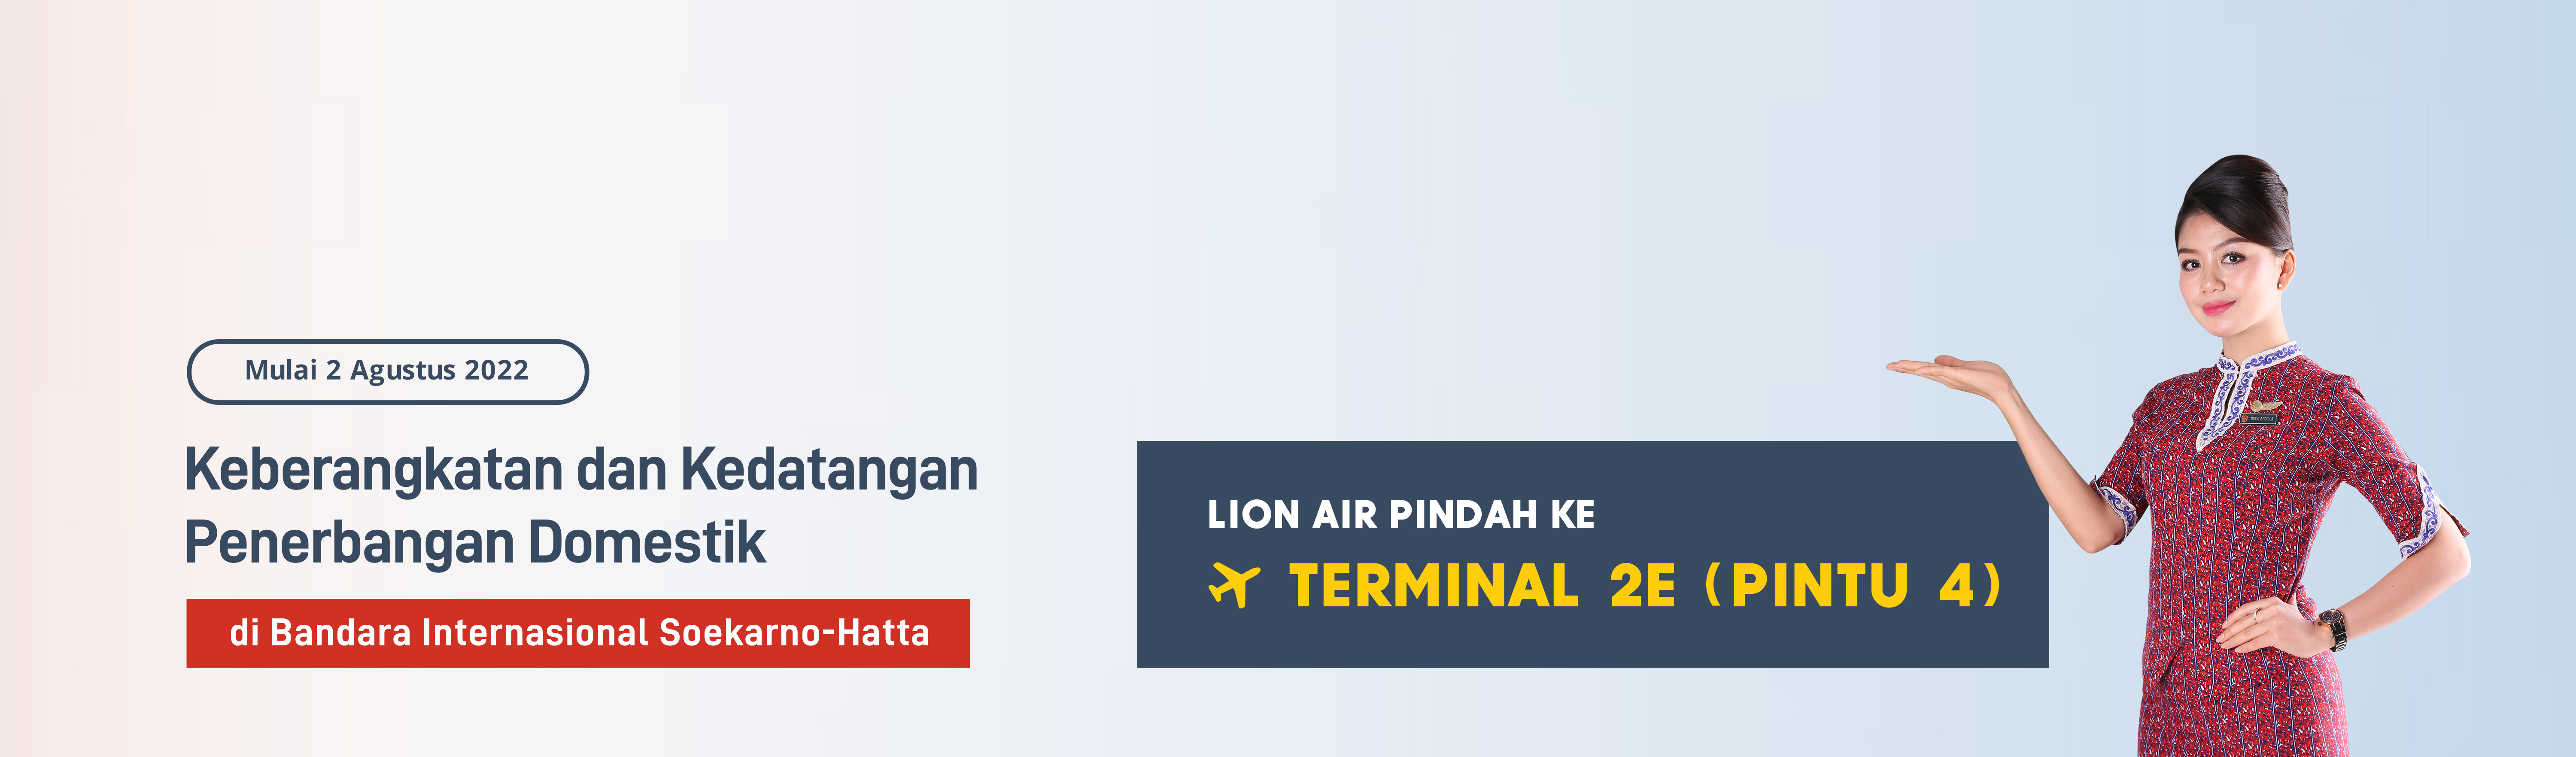 Mulai 2 Agustus 2022
Keberangkatan dan Kedatangan
Penerbangan Domestik
di Bandara Internasional Soekarno-Hatta
LION AIR PINDAH KE
TERMINAL 2E (PINTU 4)